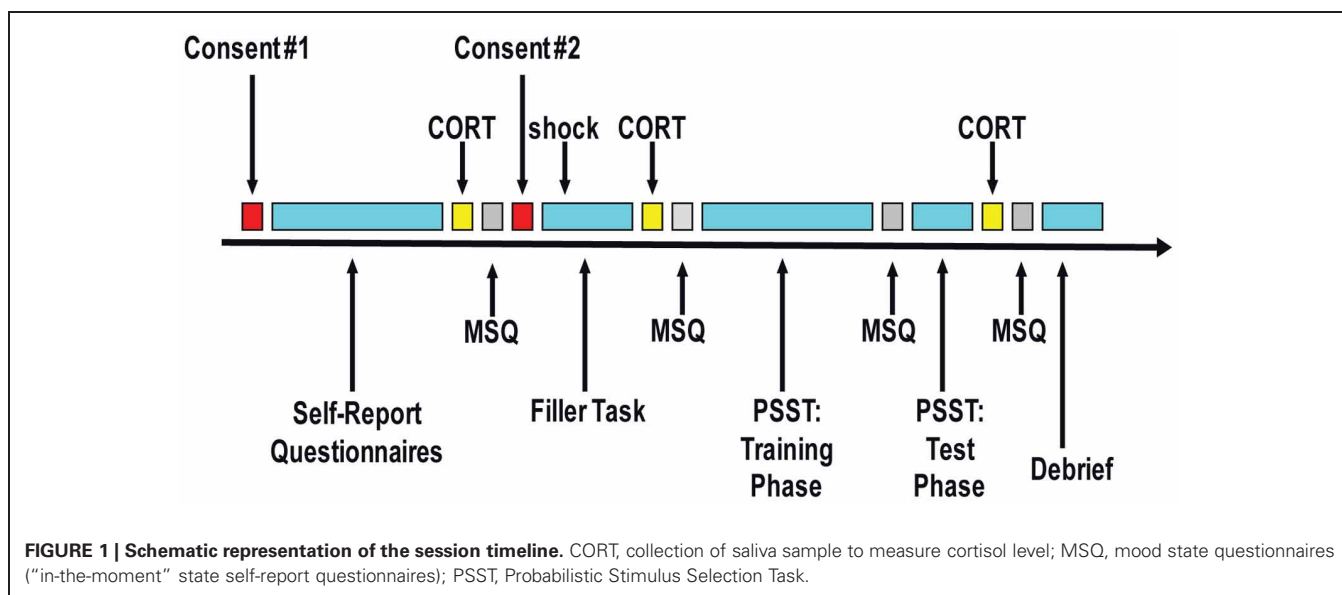 Consent #1 Consent #2
CORT shock CORT CORT
MSQ MSQ MSQ MSQ
Self-Report
Questionnaires
Filler Task
PSST:
Training
Phase
PSST:
Test
Phase
Debrief
FIGURE 1 | Schematic representation of the session timeline. CORT, collection of saliva sample to measure cortisol level; MSQ, mood state questionnaires
(“in-the-moment” state self-report questionnaires); PSST, Probabilistic Stimulus Selection Task.